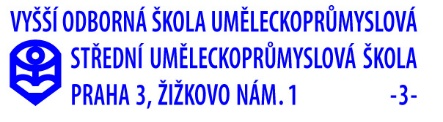 VYŠŠÍ ODBORNÁ ŠKOLA UMĚLECKOPRŮMYSLOVÁ
STŘEDNÍ UMĚLECKOPRŮMYSLOVÁ ŠKOLA
PRAHA 3, ŽIŽKOVO NÁM. 1 -3-